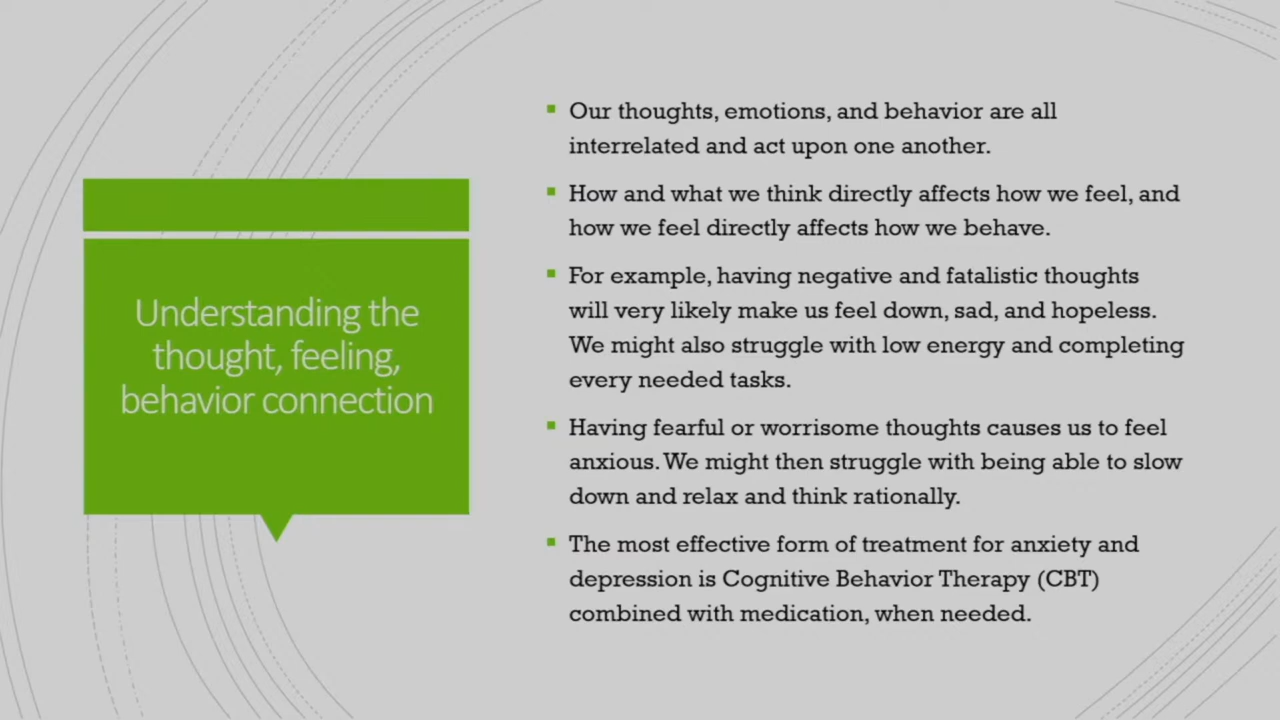 Understanding the
thought, feeling,
behavior connection
Our thoughts, emotions, and behavior are all
interrelated and act upon one another.
How and what we think directly affects how we feel, and
how we feel directly affects how we behave.
For example, having negative and fatalistic thoughts
will very likely make us feel down, sad, and hopeless.
We might also struggle with low energy and completing
every needed tasks.
Having fearful or worrisome thoughts causes us to feel
anxious. We might then struggle with being able to slow
down and relax and think rationally.
The most effective form of treatment for anxiety and
depression is Cognitive Behavior Therapy (CBT)
combined with medication, when needed.